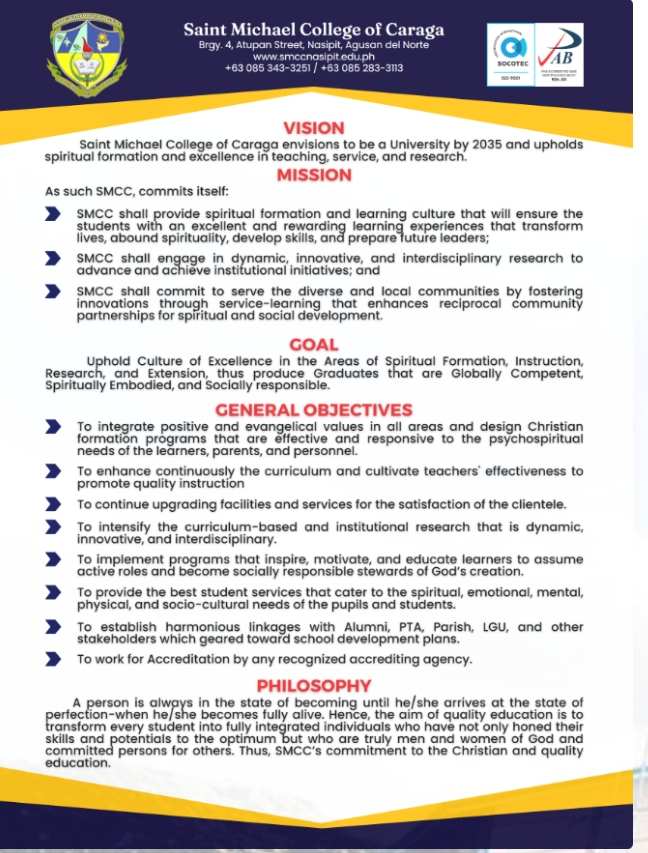 Saint Michael College of Caraga
Brgy. 4, Atupan Street, Nasipit, Agusan del Norte
www.smccnasipit.edu.ph
+63 085 343-3251 / +63 085 283-3113
SOCOTEC
ISO 9001
PAB
VISION
Saint Michael College of Caraga envisions to be a University by 2035 and upholds
spiritual formation and excellence in teaching, service, and research.
MISSION
As such SMCC, commits itself:
SMCC shall provide spiritual formation and learning culture that will ensure the
students with an excellent and rewarding learning experiences that transform
lives, abound spirituality, develop skills, and prepare future leaders;
SMCC shall engage in dynamic, innovative, and interdisciplinary research to
advance and achieve institutional initiatives; and
SMCC shall commit to serve the diverse and local communities by fostering
innovations through service-learning that enhances reciprocal community
partnerships for spiritual and social development.
GOAL
Uphold Culture of Excellence in the Areas of Spiritual Formation, Instruction,
Research, and Extension, thus produce Graduates that are Globally Competent,
Spiritually Embodied, and Socially responsible.
GENERAL OBJECTIVES
To integrate positive and evangelical values in all areas and design Christian
formation programs that are effective and responsive to the psychospiritual
needs of the learners, parents, and personnel.
To enhance continuously the curriculum and cultivate teachers' effectiveness to
promote quality instruction
To continue upgrading facilities and services for the satisfaction of the clientele.
To intensify the curriculum-based and institutional research that is dynamic,
innovative, and interdisciplinary.
To implement programs that inspire, motivate, and educate learners to assume
active roles and become socially responsible stewards of God's creation.
To provide the best student services that cater to the spiritual, emotional, mental,
physical, and socio-cultural needs of the pupils and students.
To establish harmonious linkages with Alumni, PTA, Parish, LGU, and other
stakeholders which geared toward school development plans.
To work for Accreditation by any recognized accrediting agency.
PHILOSOPHY
A person is always in the state of becoming until he/she arrives at the state of
perfection-when he/she becomes fully alive. Hence, the aim of quality education is to
transform every student into fully integrated individuals who have not only honed their
skills and potentials to the optimum but who are truly men and women of God and
committed persons for others. Thus, SMCC's commitment to the Christian and quality
education.